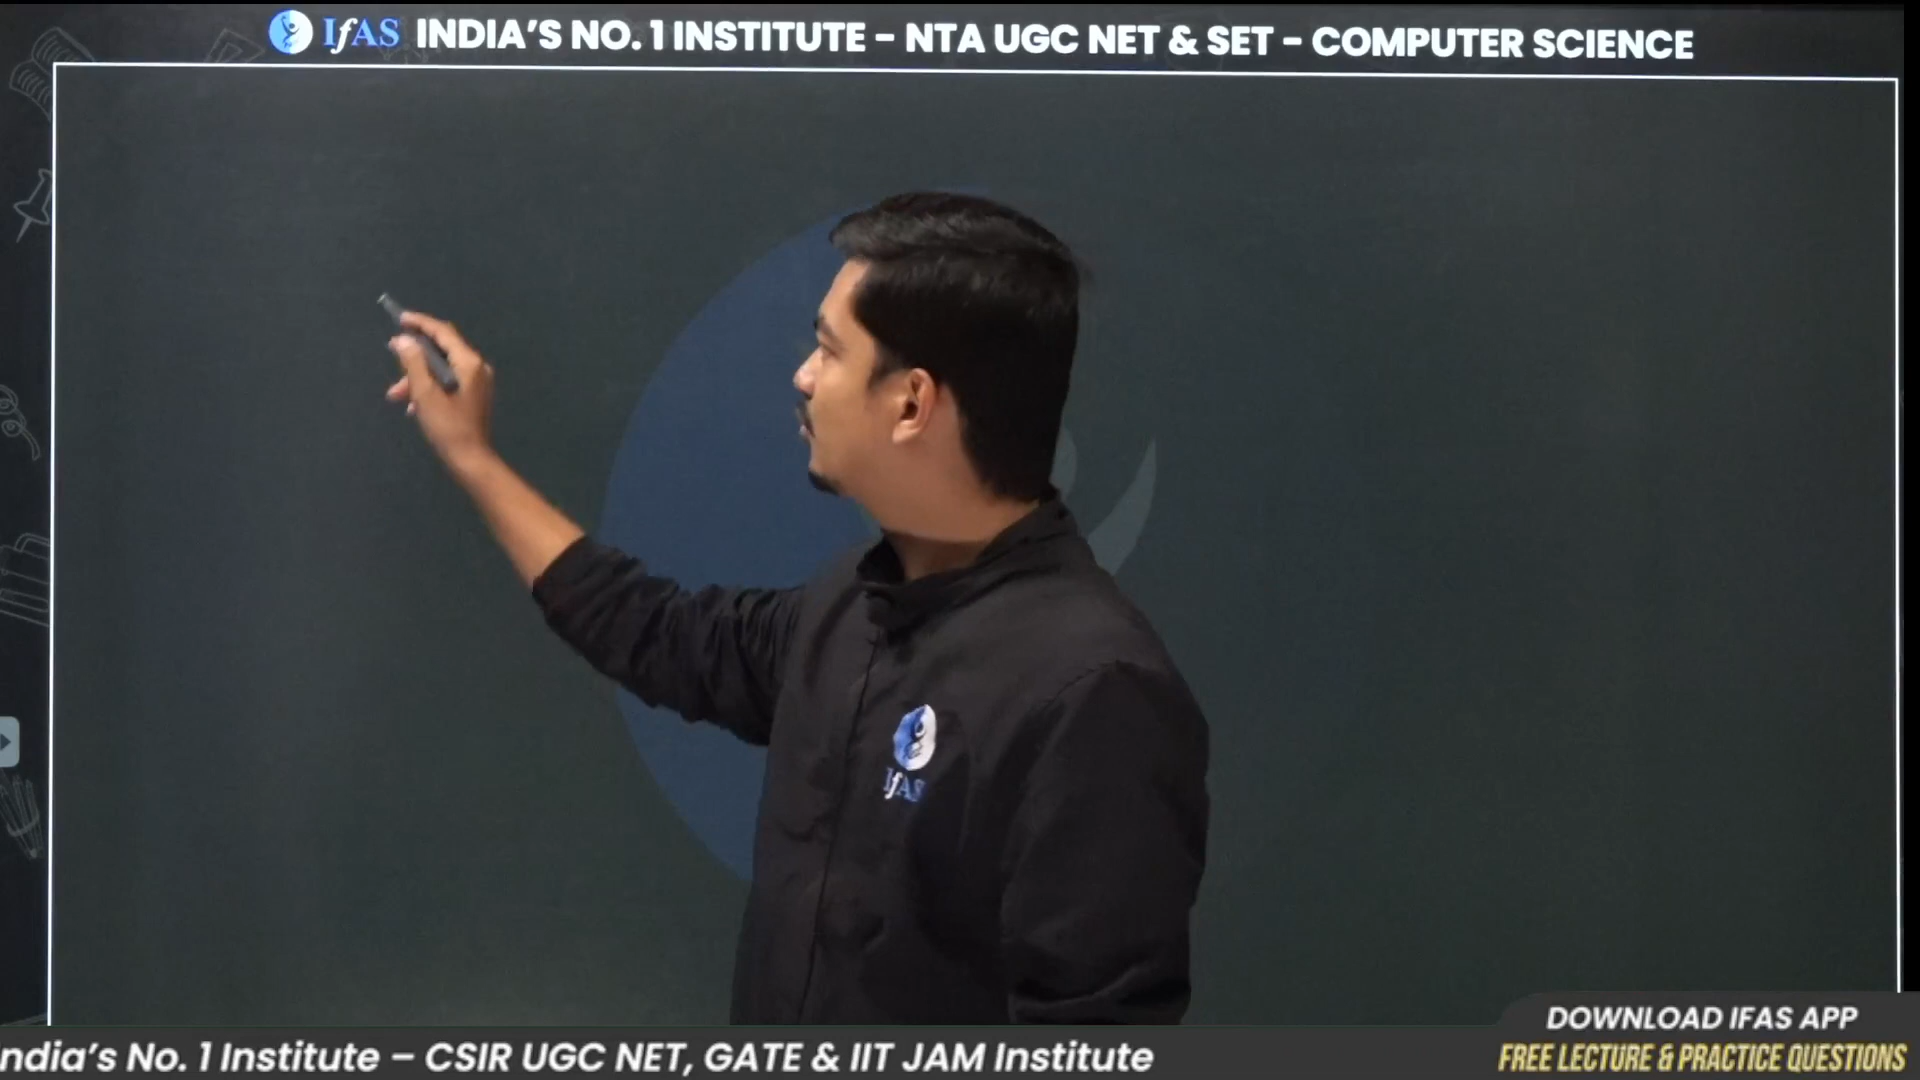 IfAS INDIA'S NO. 1 INSTITUTE - NTA UGC NET & SET - COMPUTER SCIENCE
IfAS
DOWNLOAD IFAS APP
ndia's No. 1 Institute – CSIR UGC NET, GATE & IIT JAM Institute
FREE LECTURE & PRACTICE QUESTIONS